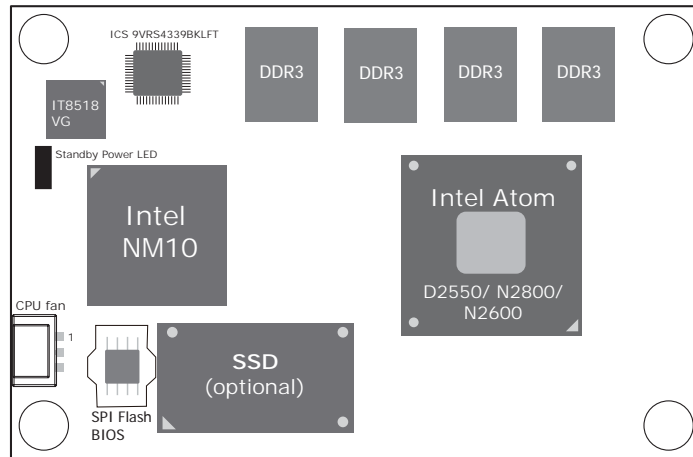 ICS 9VRS4339BKLFT
DDR3
DDR3
DDR3
DDR3
IT8518
VG
Standby Power LED
Intel
NM10
Intel Atom
D2550/ N2800/
N2600
CPU fan
1
SSD
(optional)
SPI Flash
BIOS